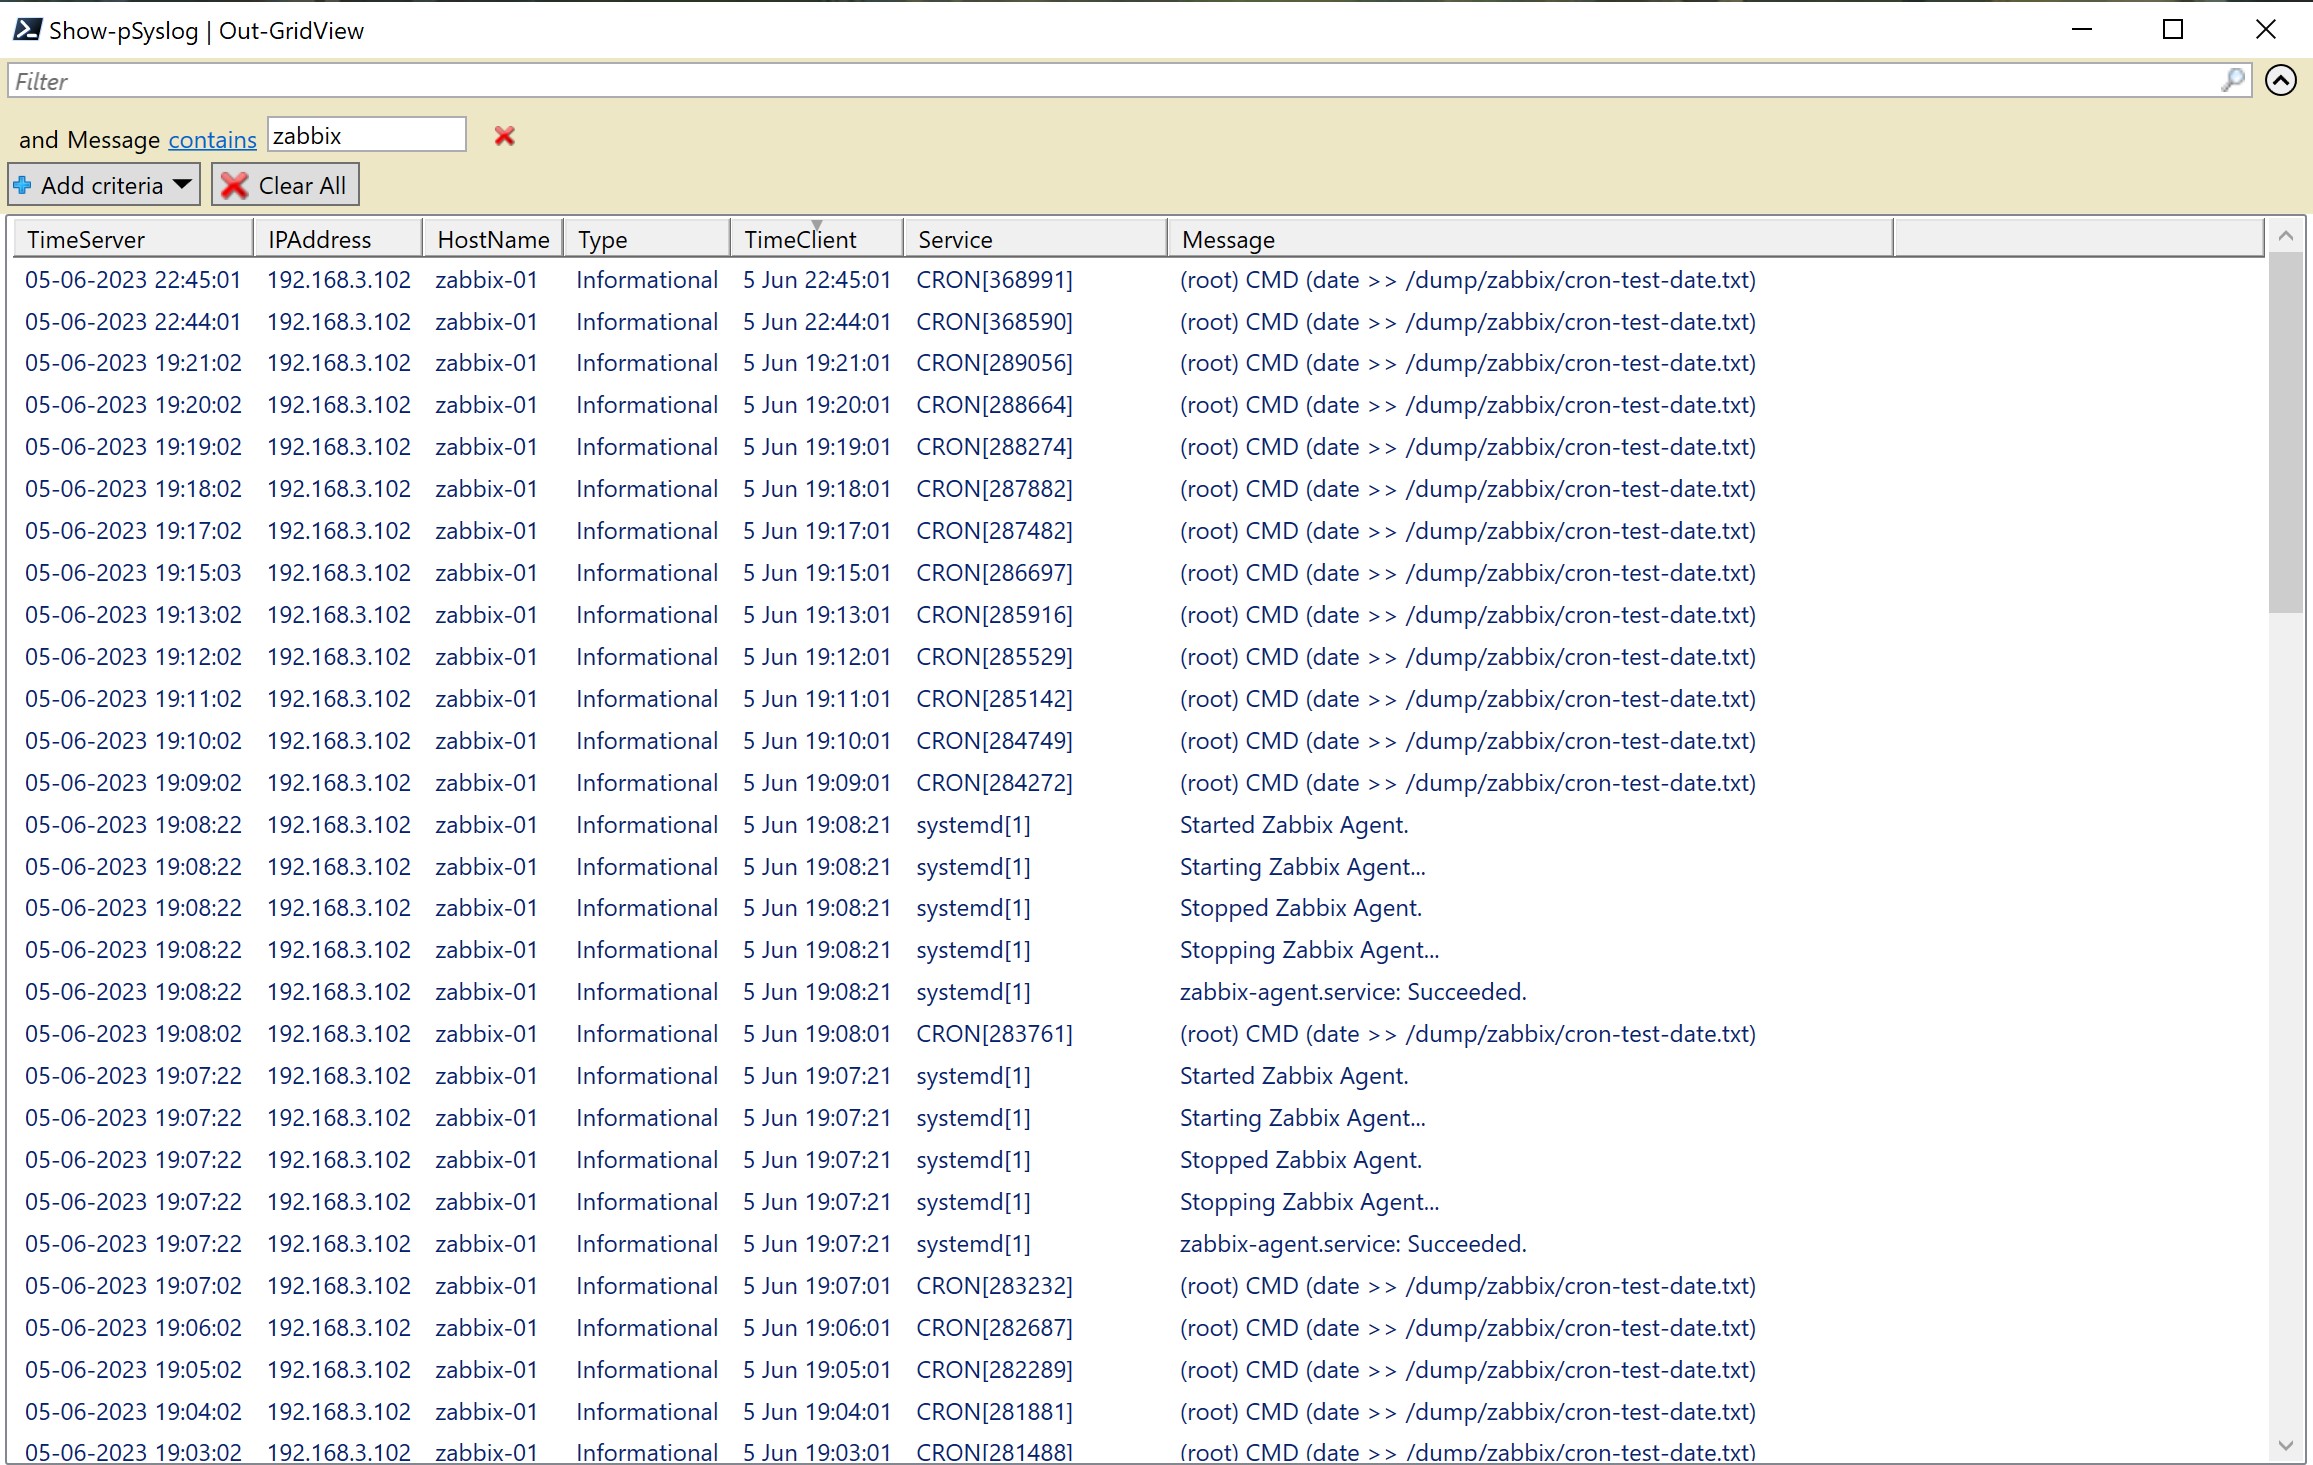 Show-pSyslog | Out-GridView
Filter
and Message contains zabbix
Add criteria Clear All
TimeServer IPAddress HostName Type TimeClient Service Message
05-06-2023 22:45:01 192.168.3.102 zabbix-01 Informational 5 Jun 22:45:01 CRON[368991] (root) CMD (date >> /dump/zabbix/cron-test-date.txt)
05-06-2023 22:44:01 192.168.3.102 zabbix-01 Informational 5 Jun 22:44:01 CRON[368590] (root) CMD (date >> /dump/zabbix/cron-test-date.txt)
05-06-2023 19:21:02 192.168.3.102 zabbix-01 Informational 5 Jun 19:21:01 CRON[289056] (root) CMD (date >> /dump/zabbix/cron-test-date.txt)
05-06-2023 19:20:02 192.168.3.102 zabbix-01 Informational 5 Jun 19:20:01 CRON[288664] (root) CMD (date >> /dump/zabbix/cron-test-date.txt)
05-06-2023 19:19:02 192.168.3.102 zabbix-01 Informational 5 Jun 19:19:01 CRON[288274] (root) CMD (date >> /dump/zabbix/cron-test-date.txt)
05-06-2023 19:18:02 192.168.3.102 zabbix-01 Informational 5 Jun 19:18:01 CRON[287882] (root) CMD (date >> /dump/zabbix/cron-test-date.txt)
05-06-2023 19:17:02 192.168.3.102 zabbix-01 Informational 5 Jun 19:17:01 CRON[287482] (root) CMD (date >> /dump/zabbix/cron-test-date.txt)
05-06-2023 19:15:03 192.168.3.102 zabbix-01 Informational 5 Jun 19:15:01 CRON[286697] (root) CMD (date >> /dump/zabbix/cron-test-date.txt)
05-06-2023 19:13:02 192.168.3.102 zabbix-01 Informational 5 Jun 19:13:01 CRON[285916] (root) CMD (date >> /dump/zabbix/cron-test-date.txt)
05-06-2023 19:12:02 192.168.3.102 zabbix-01 Informational 5 Jun 19:12:01 CRON[285529] (root) CMD (date >> /dump/zabbix/cron-test-date.txt)
05-06-2023 19:11:02 192.168.3.102 zabbix-01 Informational 5 Jun 19:11:01 CRON[285142] (root) CMD (date >> /dump/zabbix/cron-test-date.txt)
05-06-2023 19:10:02 192.168.3.102 zabbix-01 Informational 5 Jun 19:10:01 CRON[284749] (root) CMD (date >> /dump/zabbix/cron-test-date.txt)
05-06-2023 19:09:02 192.168.3.102 zabbix-01 Informational 5 Jun 19:09:01 CRON[284272] (root) CMD (date >> /dump/zabbix/cron-test-date.txt)
05-06-2023 19:08:22 192.168.3.102 zabbix-01 Informational 5 Jun 19:08:21 systemd[1] Started Zabbix Agent.
05-06-2023 19:08:22 192.168.3.102 zabbix-01 Informational 5 Jun 19:08:21 systemd[1] Starting Zabbix Agent...
05-06-2023 19:08:22 192.168.3.102 zabbix-01 Informational 5 Jun 19:08:21 systemd[1] Stopped Zabbix Agent.
05-06-2023 19:08:22 192.168.3.102 zabbix-01 Informational 5 Jun 19:08:21 systemd[1] Stopping Zabbix Agent...
05-06-2023 19:08:22 192.168.3.102 zabbix-01 Informational 5 Jun 19:08:21 systemd[1] zabbix-agent.service: Succeeded.
05-06-2023 19:08:02 192.168.3.102 zabbix-01 Informational 5 Jun 19:08:01 CRON[283761] (root) CMD (date >> /dump/zabbix/cron-test-date.txt)
05-06-2023 19:07:22 192.168.3.102 zabbix-01 Informational 5 Jun 19:07:21 systemd[1] Started Zabbix Agent.
05-06-2023 19:07:22 192.168.3.102 zabbix-01 Informational 5 Jun 19:07:21 systemd[1] Starting Zabbix Agent...
05-06-2023 19:07:22 192.168.3.102 zabbix-01 Informational 5 Jun 19:07:21 systemd[1] Stopped Zabbix Agent.
05-06-2023 19:07:22 192.168.3.102 zabbix-01 Informational 5 Jun 19:07:21 systemd[1] Stopping Zabbix Agent...
05-06-2023 19:07:22 192.168.3.102 zabbix-01 Informational 5 Jun 19:07:21 systemd[1] zabbix-agent.service: Succeeded.
05-06-2023 19:07:02 192.168.3.102 zabbix-01 Informational 5 Jun 19:07:01 CRON[283232] (root) CMD (date >> /dump/zabbix/cron-test-date.txt)
05-06-2023 19:06:02 192.168.3.102 zabbix-01 Informational 5 Jun 19:06:01 CRON[282687] (root) CMD (date >> /dump/zabbix/cron-test-date.txt)
05-06-2023 19:05:02 192.168.3.102 zabbix-01 Informational 5 Jun 19:05:01 CRON[282289] (root) CMD (date >> /dump/zabbix/cron-test-date.txt)
05-06-2023 19:04:02 192.168.3.102 zabbix-01 Informational 5 Jun 19:04:01 CRON[281881] (root) CMD (date >> /dump/zabbix/cron-test-date.txt)
05-06-2023 19:03:02 192.168.3.102 zabbix-01 Informational 5 Jun 19:03:01 CRON[281488] (root) CMD (date >> /dump/zabbix/cron-test-date.txt)